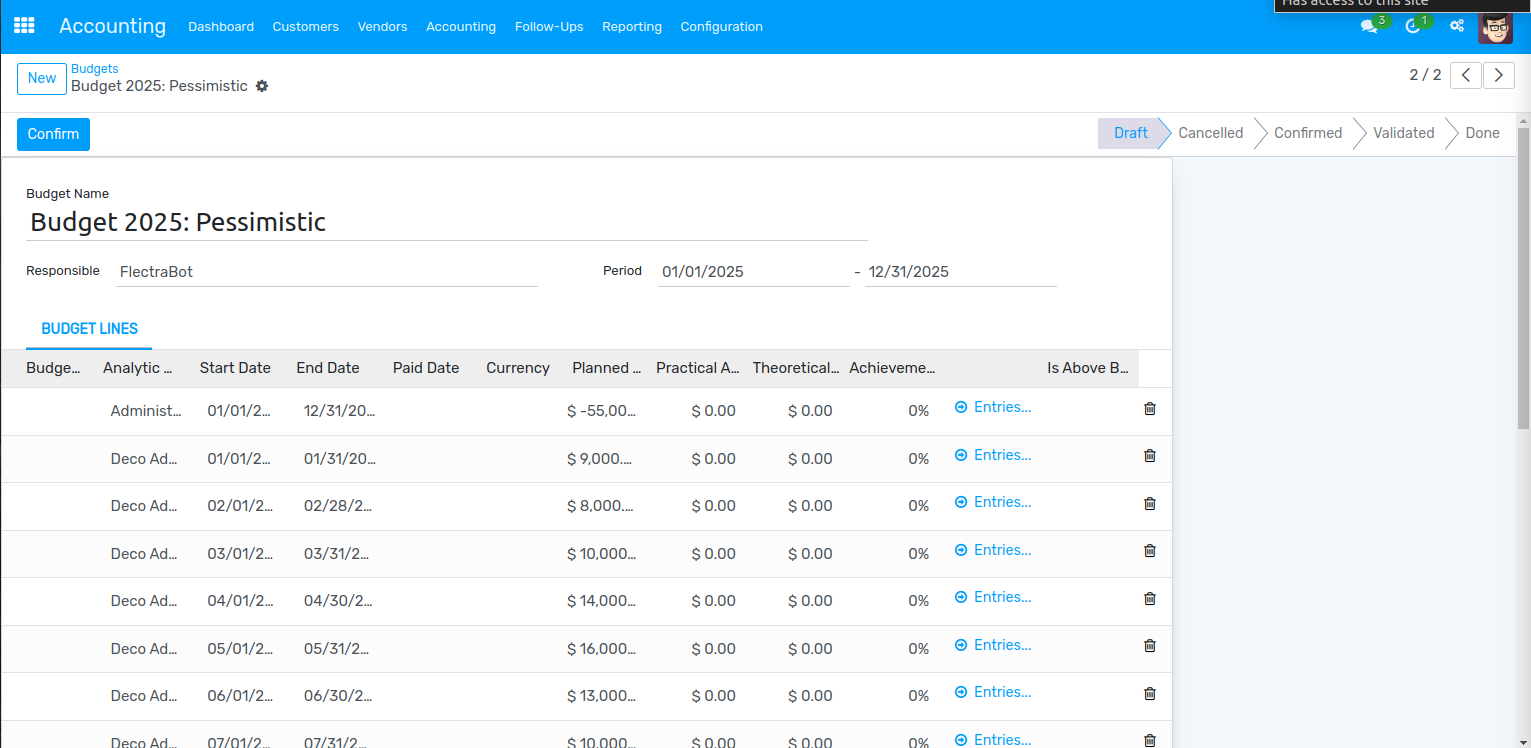 Has access to this site
Accounting Dashboard Customers Vendors Accounting Follow-Ups Reporting Configuration 3 1
New Budgets
Budget 2025: Pessimistic
2 / 2
Confirm Draft Cancelled Confirmed Validated Done
Budget Name
Budget 2025: Pessimistic
Responsible FlectraBot Period 01/01/2025 - 12/31/2025
BUDGET LINES
Budge... Analytic ... Start Date End Date Paid Date Currency Planned ... Practical A... Theoretical... Achieveme... Is Above B...
Administ... 01/01/2... 12/31/20... $ -55,00... $ 0.00 $ 0.00 0% Entries...
Deco Ad... 01/01/2... 01/31/20... $ 9,000.... $ 0.00 $ 0.00 0% Entries...
Deco Ad... 02/01/2... 02/28/2... $ 8,000.... $ 0.00 $ 0.00 0% Entries...
Deco Ad... 03/01/2... 03/31/2... $ 10,000... $ 0.00 $ 0.00 0% Entries...
Deco Ad... 04/01/2... 04/30/2... $ 14,000... $ 0.00 $ 0.00 0% Entries...
Deco Ad... 05/01/2... 05/31/2... $ 16,000... $ 0.00 $ 0.00 0% Entries...
Deco Ad... 06/01/2... 06/30/2... $ 13,000... $ 0.00 $ 0.00 0% Entries...
Deco Ad... 07/01/2... 07/31/2... $ 10,000... $ 0.00 $ 0.00 0% Entries...